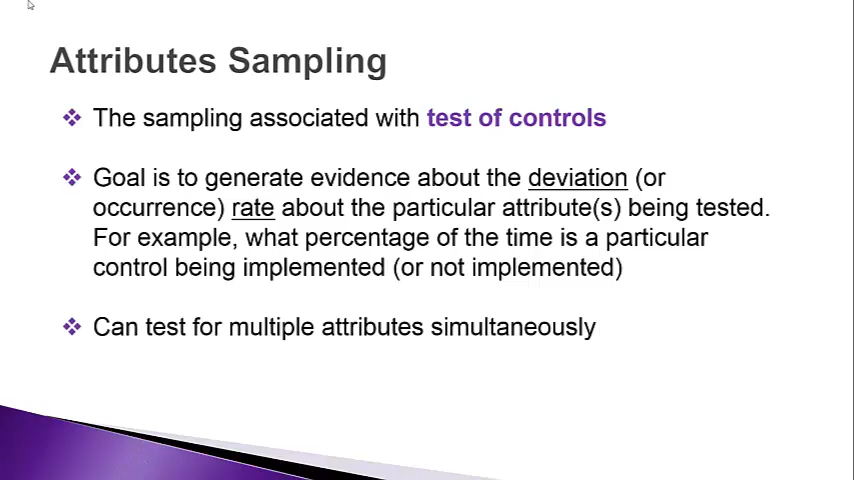 Attributes Sampling
The sampling associated with test of controls
Goal is to generate evidence about the deviation (or
occurrence) rate about the particular attribute(s) being tested.
For example, what percentage of the time is a particular
control being implemented (or not implemented)
Can test for multiple attributes simultaneously